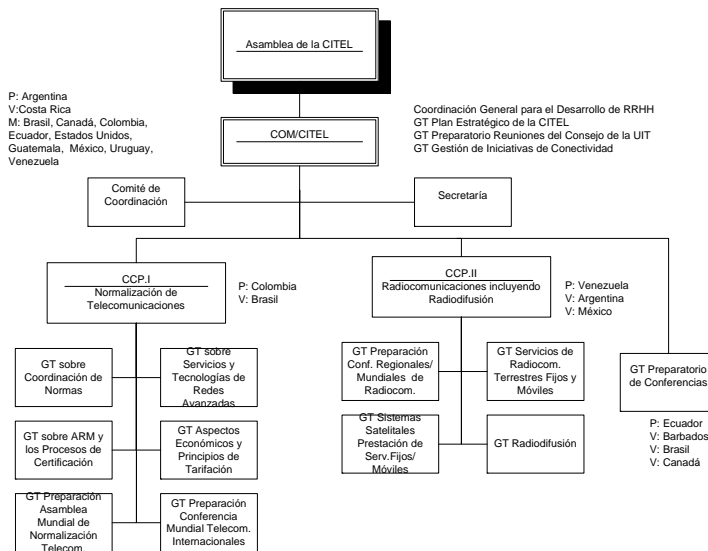 Asamblea de la CITEL
P: Argentina
V:Costa Rica
M: Brasil, Canadá, Colombia,
Ecuador, Estados Unidos,
Guatemala, México, Uruguay,
Venezuela
COM/CITEL
Coordinación General para el Desarrollo de RRHH
GT Plan Estratégico de la CITEL
GT Preparatorio Reuniones del Consejo de la UIT
GT Gestión de Iniciativas de Conectividad
Comité de
Coordinación
Secretaría
CCP.I
Normalización de
Telecomunicaciones
P: Colombia
V: Brasil
CCP.II
Radiocomunicaciones incluyendo
Radiodifusión
P: Venezuela
V: Argentina
V: México
GT sobre
Coordinación de
Normas
GT sobre
Servicios y
Tecnologías de
Redes
Avanzadas
GT Preparación
Conf. Regionales/
Mundiales de
Radiocom.
GT Servicios de
Radiocom.
Terrestres Fijos y
Móviles
GT Preparatorio
de Conferencias
P: Ecuador
V: Barbados
V: Brasil
V: Canadá
GT sobre ARM y
los Procesos de
Certificación
GT Aspectos
Económicos y
Principios de
Tarifación
GT Sistemas
Satelitales
Prestación de
Serv.Fijos/
Móviles
GT Radiodifusión
GT Preparación
Asamblea
Mundial de
Normalización
Telecom.
GT Preparación
Conferencia
Mundial Telecom.
Internacionales